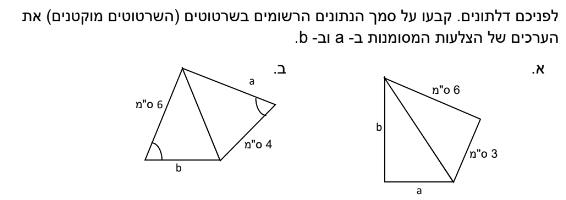 לפניכם דלתונים. קבעו על סמך הנתונים הרשומים בשרטוטים (השרטוטים מוקטנים) את
הערכים של הצלעות המסומנות ב- a וב- b.
א.
6 ס"מ
b
3 ס"מ
a
ב.
a
6 ס"מ
4 ס"מ
b